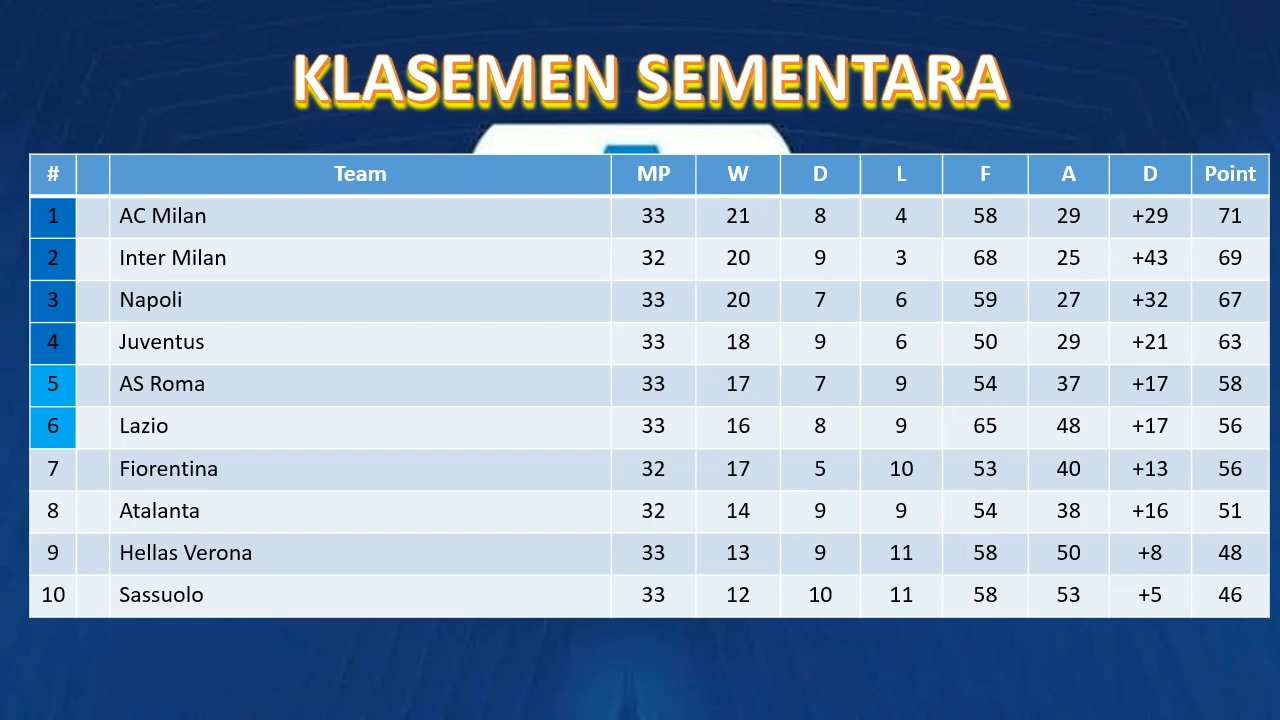 KLASEMEN SEMENTARA
# Team MP W D L F A D Point
1 AC Milan 33 21 8 4 58 29 +29 71
2 Inter Milan 32 20 9 3 68 25 +43 69
3 Napoli 33 20 7 6 59 27 +32 67
4 Juventus 33 18 9 6 50 29 +21 63
5 AS Roma 33 17 7 9 54 37 +17 58
6 Lazio 33 16 8 9 65 48 +17 56
7 Fiorentina 32 17 5 10 53 40 +13 56
8 Atalanta 32 14 9 9 54 38 +16 51
9 Hellas Verona 33 13 9 11 58 50 +8 48
10 Sassuolo 33 12 10 11 58 53 +5 46